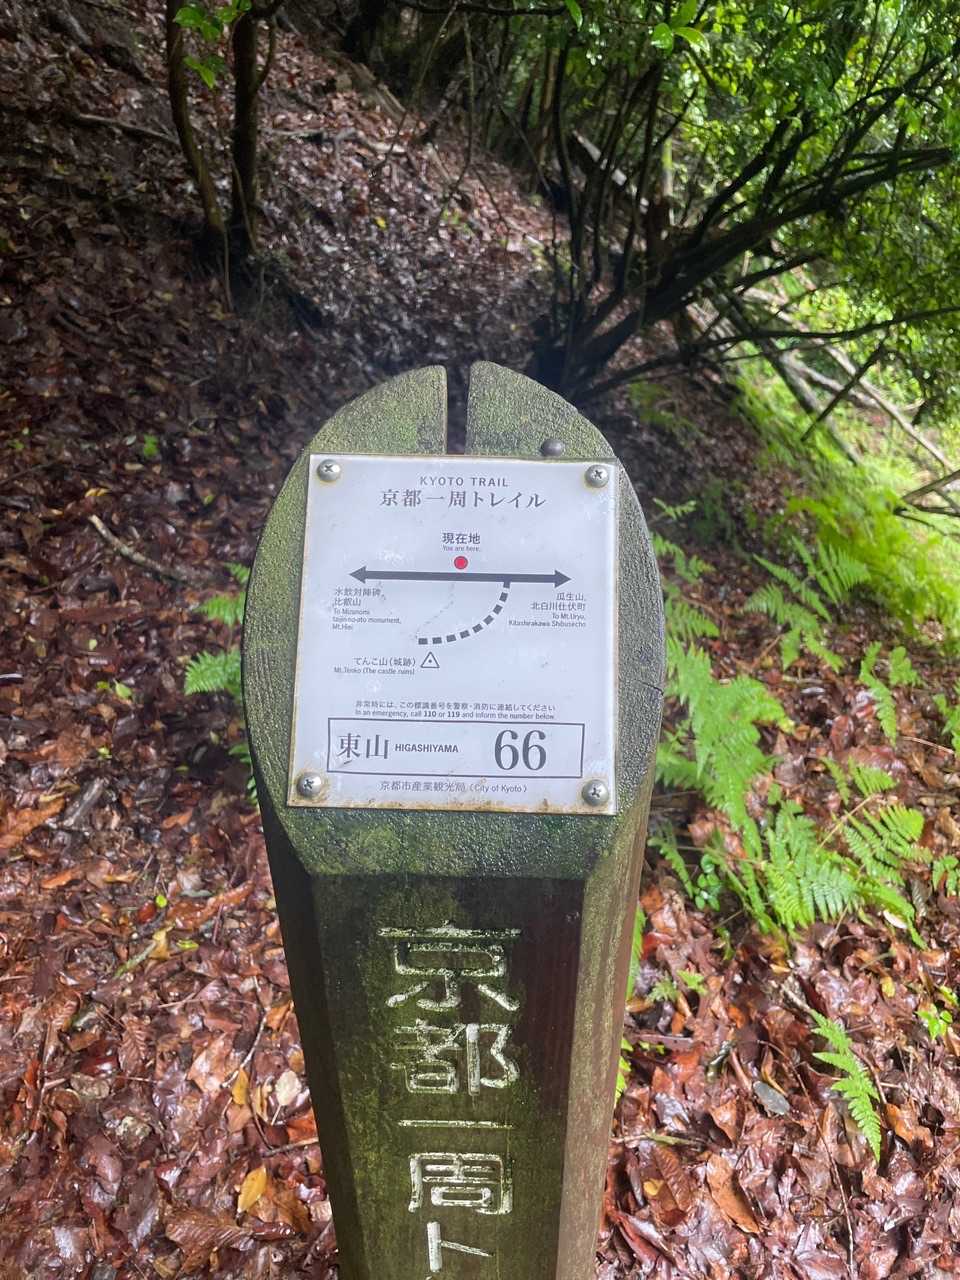 KYOTO TRAIL
京都一周トレイル
現在地
You are here.
水飲対陣碑,
比叡山
To Mizunomi
taijin-no-ato monument,
Mt.Hiei
瓜生山,
北白川仕伏町
To Mt.Uryu,
Kitashirakawa Shibusecho
てんこ山(城跡)
Mt.Tenko (The castle ruins)
非常時には、この標識番号を警察・消防に連絡してください
In an emergency, call 110 or 119 and inform the number below.
東山 HIGASHIYAMA 66
京都市産業観光局（City of Kyoto）
京都一周ト